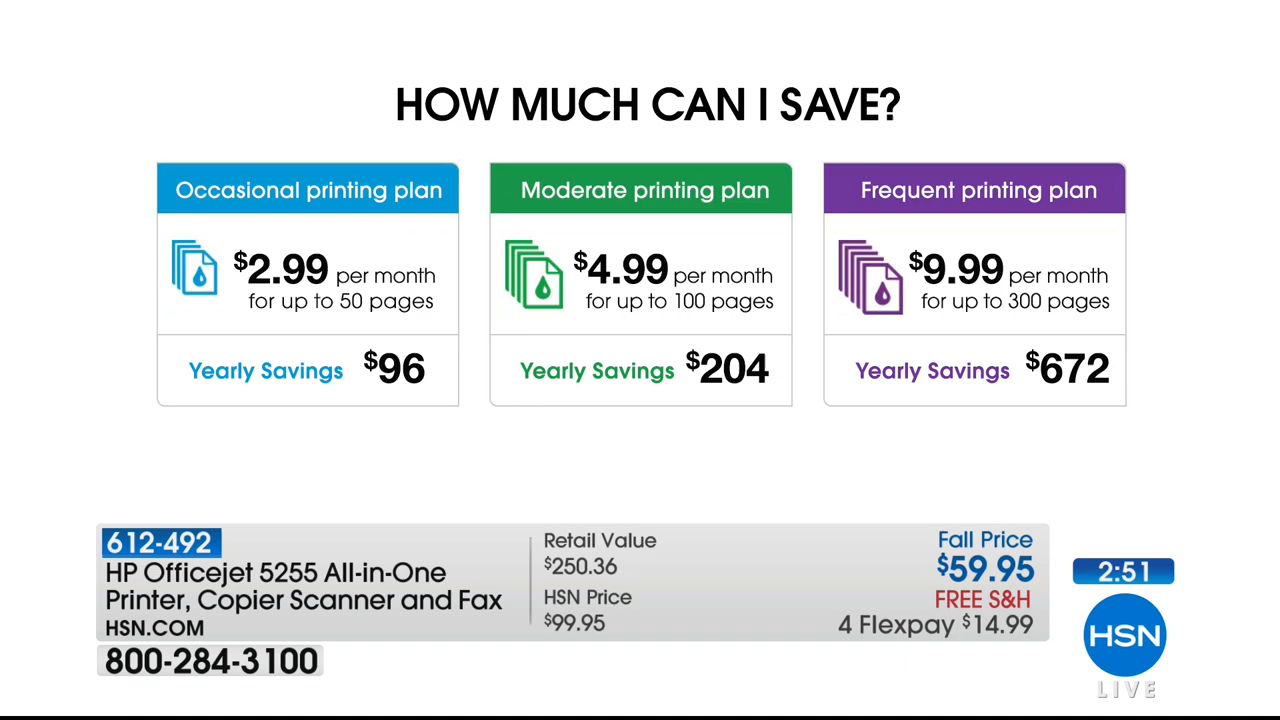 HOW MUCH CAN I SAVE?
Occasional printing plan
$2.99 per month
for up to 50 pages
Yearly Savings $96
Moderate printing plan
$4.99 per month
for up to 100 pages
Yearly Savings $204
Frequent printing plan
$9.99 per month
for up to 300 pages
Yearly Savings $672
612-492
HP Officejet 5255 All-in-One
Printer, Copier Scanner and Fax
HSN.COM
800-284-3100
Retail Value
$250.36
HSN Price
$99.95
Fall Price
$59.95
FREE S&H
4 Flexpay $14.99
2:51
HSN
LIVE